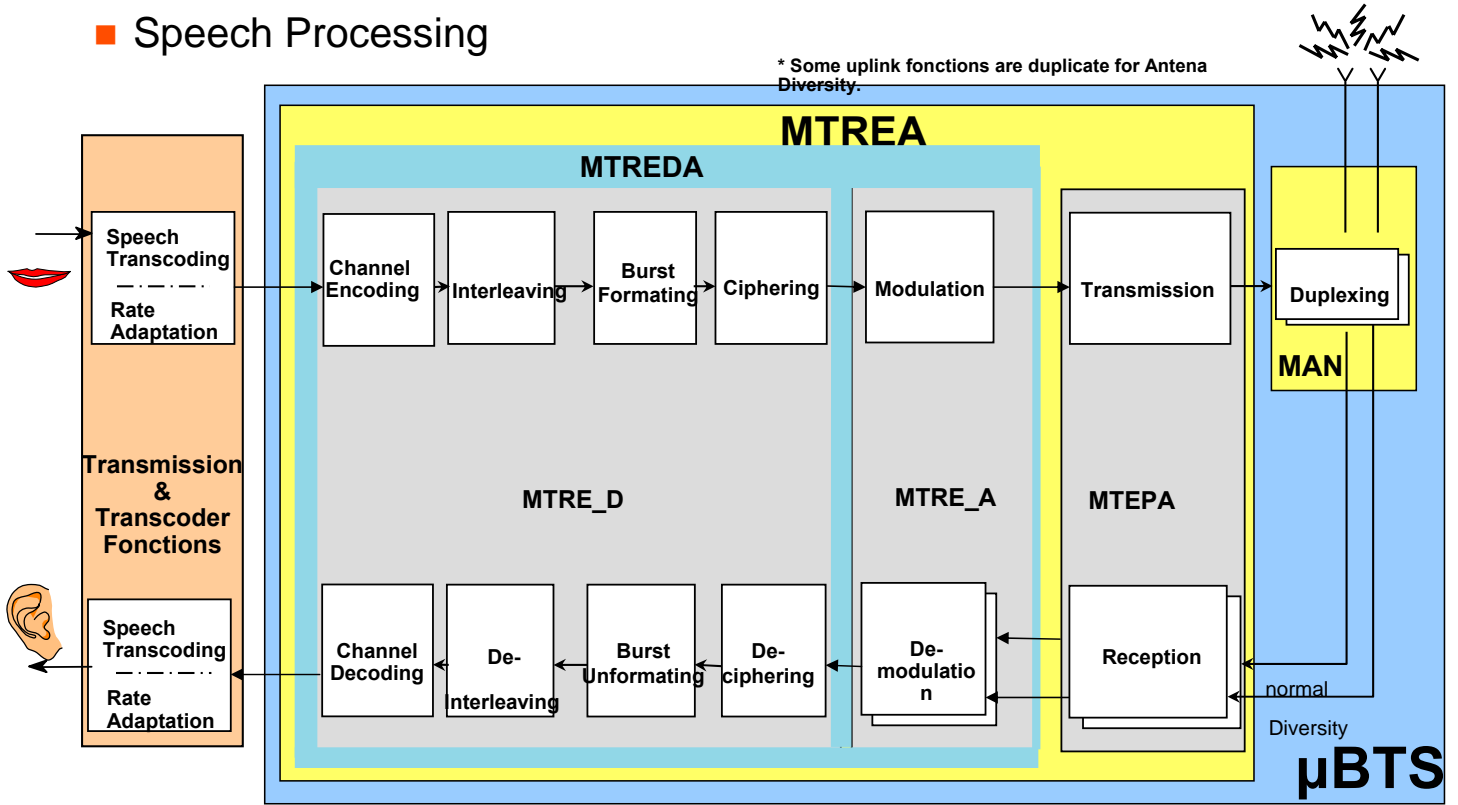 Speech Processing
* Some uplink fonctions are duplicate for Antena
Diversity.
MTREA
MTREDA
Speech
Transcoding
Rate
Adaptation
Channel
Encoding
Interleaving
Burst
Formating
Ciphering
Modulation
Transmission
Duplexing
MAN
Transmission
&
Transcoder
Fonctions
MTRE_D
MTRE_A
MTEPA
Speech
Transcoding
Rate
Adaptation
Channel
Decoding
De-
Interleaving
Burst
Unformating
De-
ciphering
De-
modulatio
n
Reception
normal
Diversity
µBTS